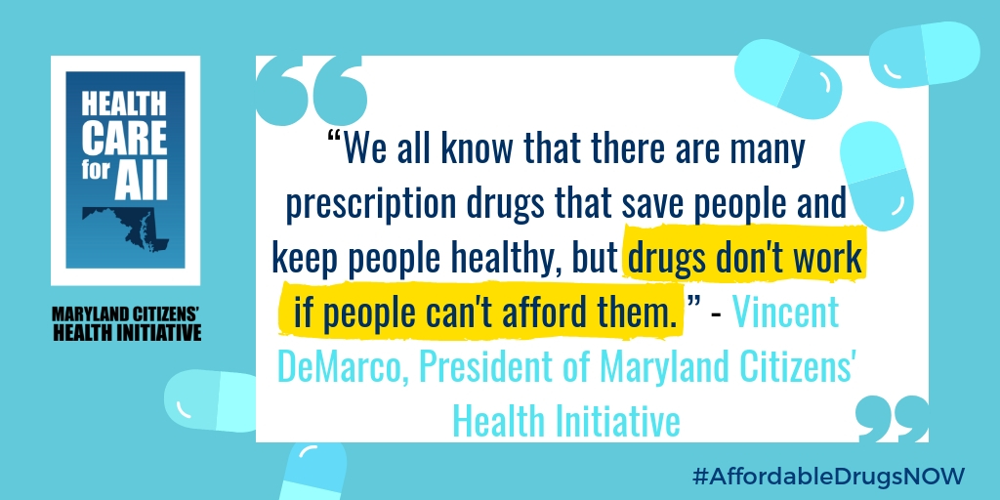 HEALTH
CARE
for All
MARYLAND CITIZENS'
HEALTH INITIATIVE
“We all know that there are many
prescription drugs that save people and
keep people healthy, but drugs don't work
if people can't afford them. ” - Vincent
DeMarco, President of Maryland Citizens'
Health Initiative
#AffordableDrugsNOW